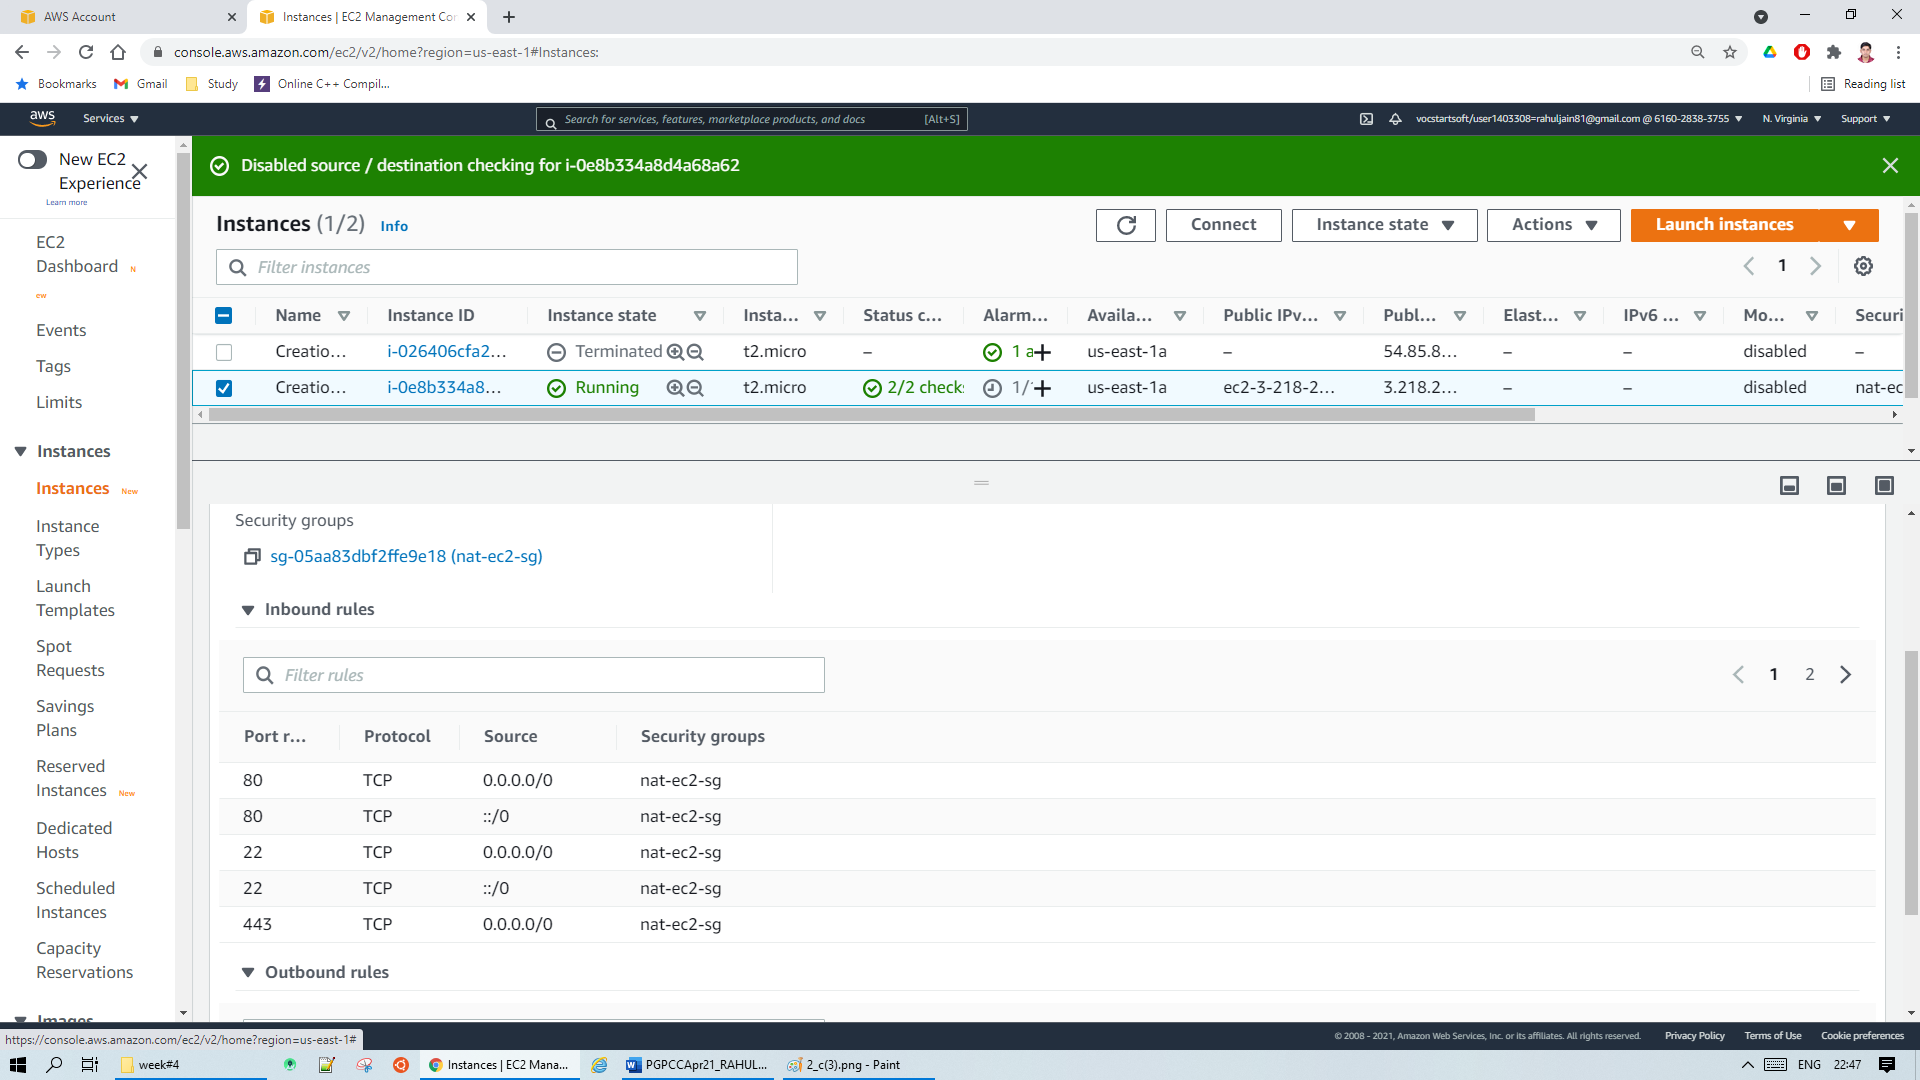 AWS Account
Instances | EC2 Management Con
console.aws.amazon.com/ec2/v2/home?region=us-east-1#Instances:
Bookmarks
Gmail
Study
Online C++ Compil...
Reading list
aws
Services
Search for services, features, marketplace products, and docs
[Alt+S]
vocstartsoft/user1403308=rahuljain81@gmail.com @ 6160-2838-3755
N. Virginia
Support
New EC2
Experience
Learn more
Disabled source / destination checking for i-0e8b334a8d4a68a62
Instances (1/2) Info
Connect
Instance state
Actions
Launch instances
Filter instances
1
Name
Instance ID
Instance state
Insta...
Status c...
Alarm...
Availa...
Public IPv...
Publ...
Elast...
IPv6 ...
Mo...
Securi
Creatio... i-026406cfa2... Terminated t2.micro – 1 a us-east-1a – 54.85.8... – – disabled –
Creatio... i-0e8b334a8... Running t2.micro 2/2 check: 1/ us-east-1a ec2-3-218-2... 3.218.2... – – disabled nat-ec
EC2
Dashboard N
ew
Events
Tags
Limits
Instances
Instances New
Instance
Types
Launch
Templates
Spot
Requests
Savings
Plans
Reserved
Instances New
Dedicated
Hosts
Scheduled
Instances
Capacity
Reservations
Images
Security groups
sg-05aa83dbf2ffe9e18 (nat-ec2-sg)
Inbound rules
Filter rules
1 2
Port r... Protocol Source Security groups
80 TCP 0.0.0.0/0 nat-ec2-sg
80 TCP ::/0 nat-ec2-sg
22 TCP 0.0.0.0/0 nat-ec2-sg
22 TCP ::/0 nat-ec2-sg
443 TCP 0.0.0.0/0 nat-ec2-sg
Outbound rules
https://console.aws.amazon.com/ec2/v2/home?region=us-east-1#
© 2008 - 2021, Amazon Web Services, Inc. or its affiliates. All rights reserved.
Privacy Policy
Terms of Use
Cookie preferences
week#4
Instances | EC2 Mana...
PGPCCApr21_RAHUL...
2_c(3).png - Paint
ENG
22:47